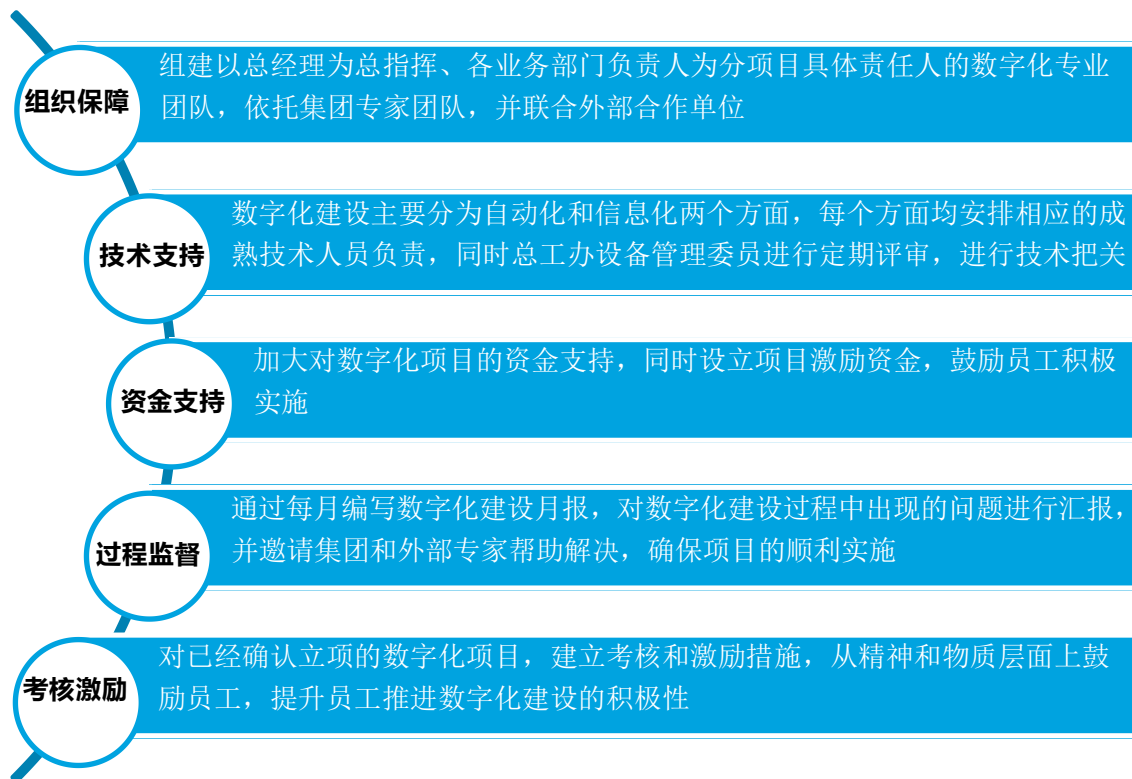 组织保障
组建以总经理为总指挥、各业务部门负责人为分项目具体责任人的数字化专业
团队，依托集团专家团队，并联合外部合作单位
技术支持
数字化建设主要分为自动化和信息化两个方面，每个方面均安排相应的成
熟技术人员负责，同时总工办设备管理委员进行定期评审，进行技术把关
资金支持
加大对数字化项目的资金支持，同时设立项目激励资金，鼓励员工积极
实施
过程监督
通过每月编写数字化建设月报，对数字化建设过程中出现的问题进行汇报，
并邀请集团和外部专家帮助解决，确保项目的顺利实施
考核激励
对已经确认立项的数字化项目，建立考核和激励措施，从精神和物质层面上鼓
励员工，提升员工推进数字化建设的积极性